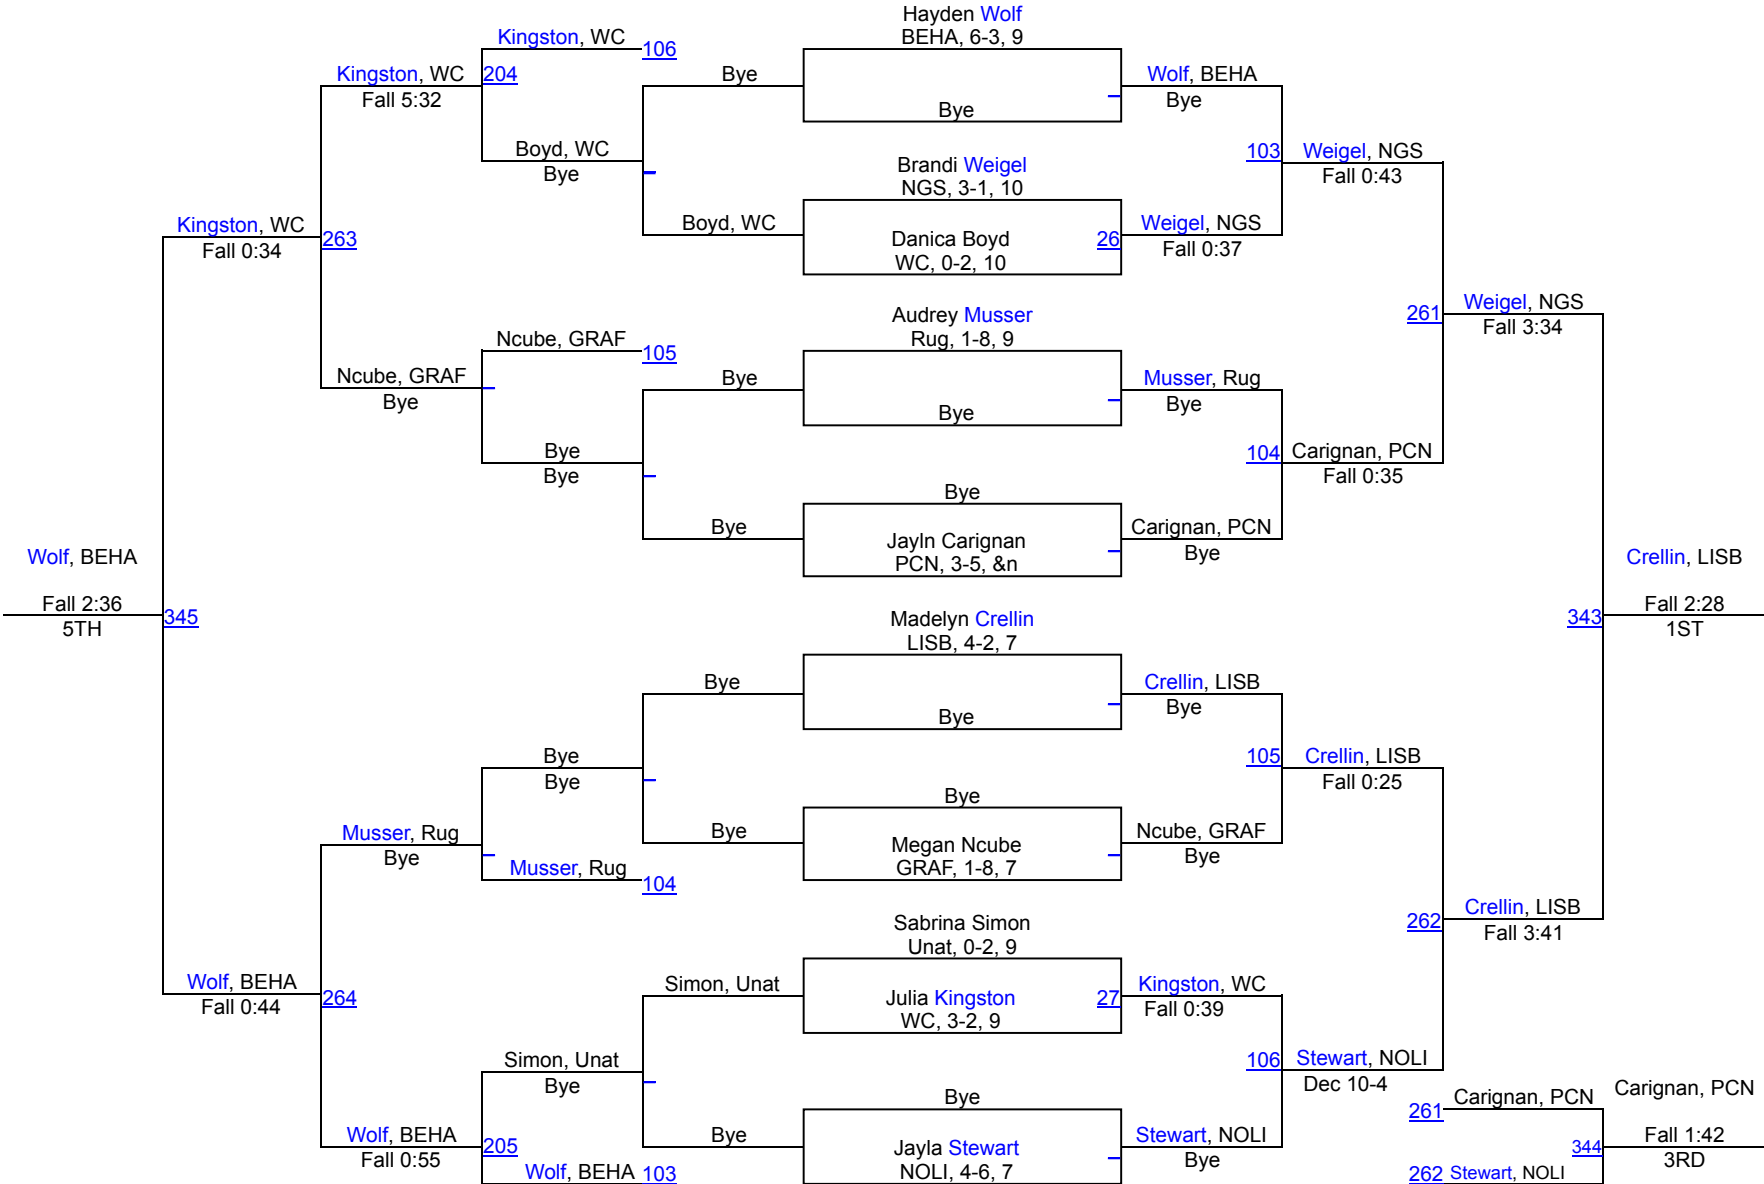 Hayden Wolf
BEHA, 6-3, 9
Kingston, WC
106
Kingston, WC
204
Fall 5:32
Bye
Bye
Wolf, BEHA
Bye
Boyd, WC
Bye
Brandi Weigel
NGS, 3-1, 10
103
Weigel, NGS
Fall 0:43
Kingston, WC
Fall 0:34
263
Boyd, WC
Danica Boyd
WC, 0-2, 10
26
Weigel, NGS
Fall 0:37
Audrey Musser
Rug, 1-8, 9
261
Weigel, NGS
Fall 3:34
Ncube, GRAF
105
Ncube, GRAF
Bye
Bye
Bye
Musser, Rug
Bye
Bye
Bye
104
Carignan, PCN
Fall 0:35
Bye
Bye
Jayln Carignan
PCN, 3-5, &n
Carignan, PCN
Bye
Wolf, BEHA
Fall 2:36
5TH
345
Crellin, LISB
343
Fall 2:28
1ST
Madelyn Crellin
LISB, 4-2, 7
Bye
Bye
Crellin, LISB
Bye
Bye
Bye
105
Crellin, LISB
Fall 0:25
Bye
Musser, Rug
Bye
Musser, Rug
104
Bye
Megan Ncube
GRAF, 1-8, 7
Ncube, GRAF
Bye
262
Crellin, LISB
Fall 3:41
Sabrina Simon
Unat, 0-2, 9
Wolf, BEHA
Fall 0:44
264
Simon, Unat
Julia Kingston
WC, 3-2, 9
27
Kingston, WC
Fall 0:39
Simon, Unat
Bye
106
Stewart, NOLI
Dec 10-4
Bye
261
Carignan, PCN
Carignan, PCN
Wolf, BEHA
Fall 0:55
205
Wolf, BEHA
103
Bye
Jayla Stewart
NOLI, 4-6, 7
Stewart, NOLI
Bye
344
Fall 1:42
3RD
262
Stewart, NOLI